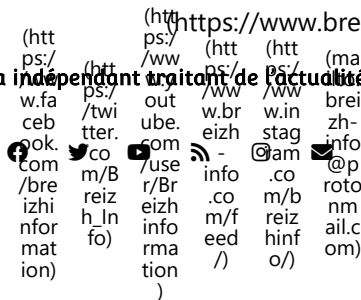 (https://www.bre
a indépendant traitant de l'actualité
(htt
ps:/
/ww
w.fa
ceb
ook.
com
/bre
izhi
nfor
mat
ion)
(htt
ps:/
/twi
tter.
co
m/B
reiz
h_In
fo)
(htt
ps:/
/ww
w.y
out
ube.
com
/use
r/Br
eizh
info
rma
tion
)
(htt
ps:/
/ww
w.br
eizh
-
info
.co
m/f
eed
/)
(htt
ps:/
/ww
w.in
stag
ram
.co
m/b
reiz
hinf
o/)
(ma
ilto:
brei
zh-
info
@p
roto
nm
ail.c
om)